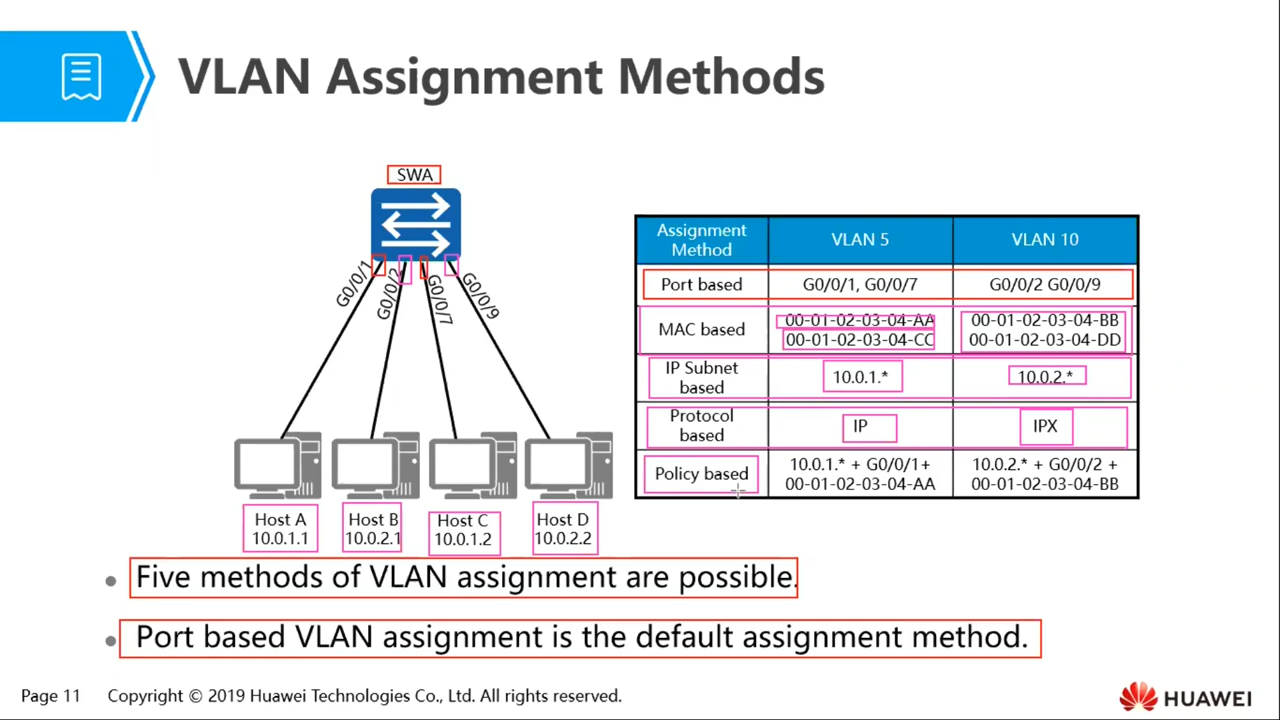 VLAN Assignment Methods
SWA
G0/0/1
G0/0/2
G0/0/7
G0/0/9
Host A
10.0.1.1
Host B
10.0.2.1
Host C
10.0.1.2
Host D
10.0.2.2
Assignment Method VLAN 5 VLAN 10
Port based G0/0/1, G0/0/7 G0/0/2 G0/0/9
MAC based 00-01-02-03-04-AA 00-01-02-03-04-BB
00-01-02-03-04-CC 00-01-02-03-04-DD
IP Subnet based 10.0.1.* 10.0.2.*
Protocol based IP IPX
Policy based 10.0.1.* + G0/0/1+ 10.0.2.* + G0/0/2 +
00-01-02-03-04-AA 00-01-02-03-04-BB
• Five methods of VLAN assignment are possible.
• Port based VLAN assignment is the default assignment method.
Page 11 Copyright © 2019 Huawei Technologies Co., Ltd. All rights reserved.
HUAWEI